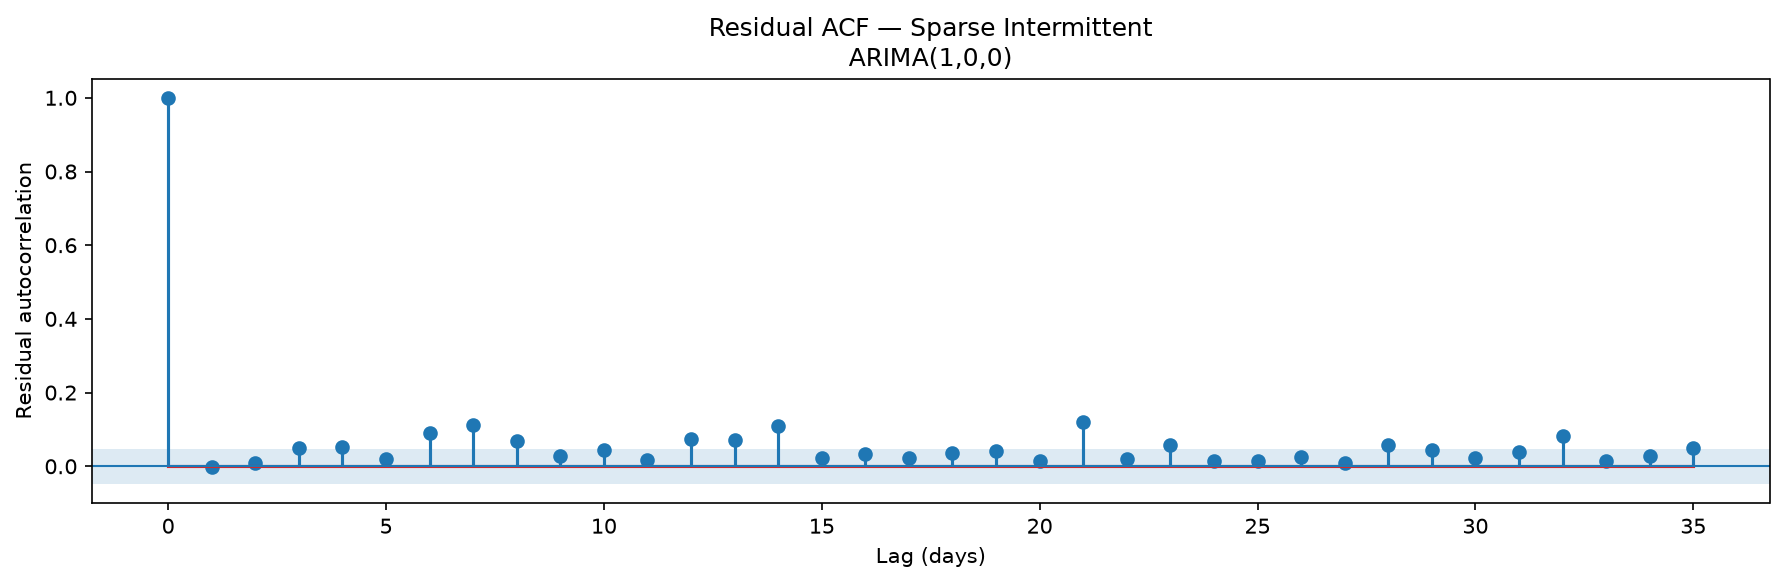 Residual ACF — Sparse Intermittent
ARIMA(1,0,0)
Residual autocorrelation
1.0
0.8
0.6
0.4
0.2
0.0
0 5 10 15 20 25 30 35
Lag (days)